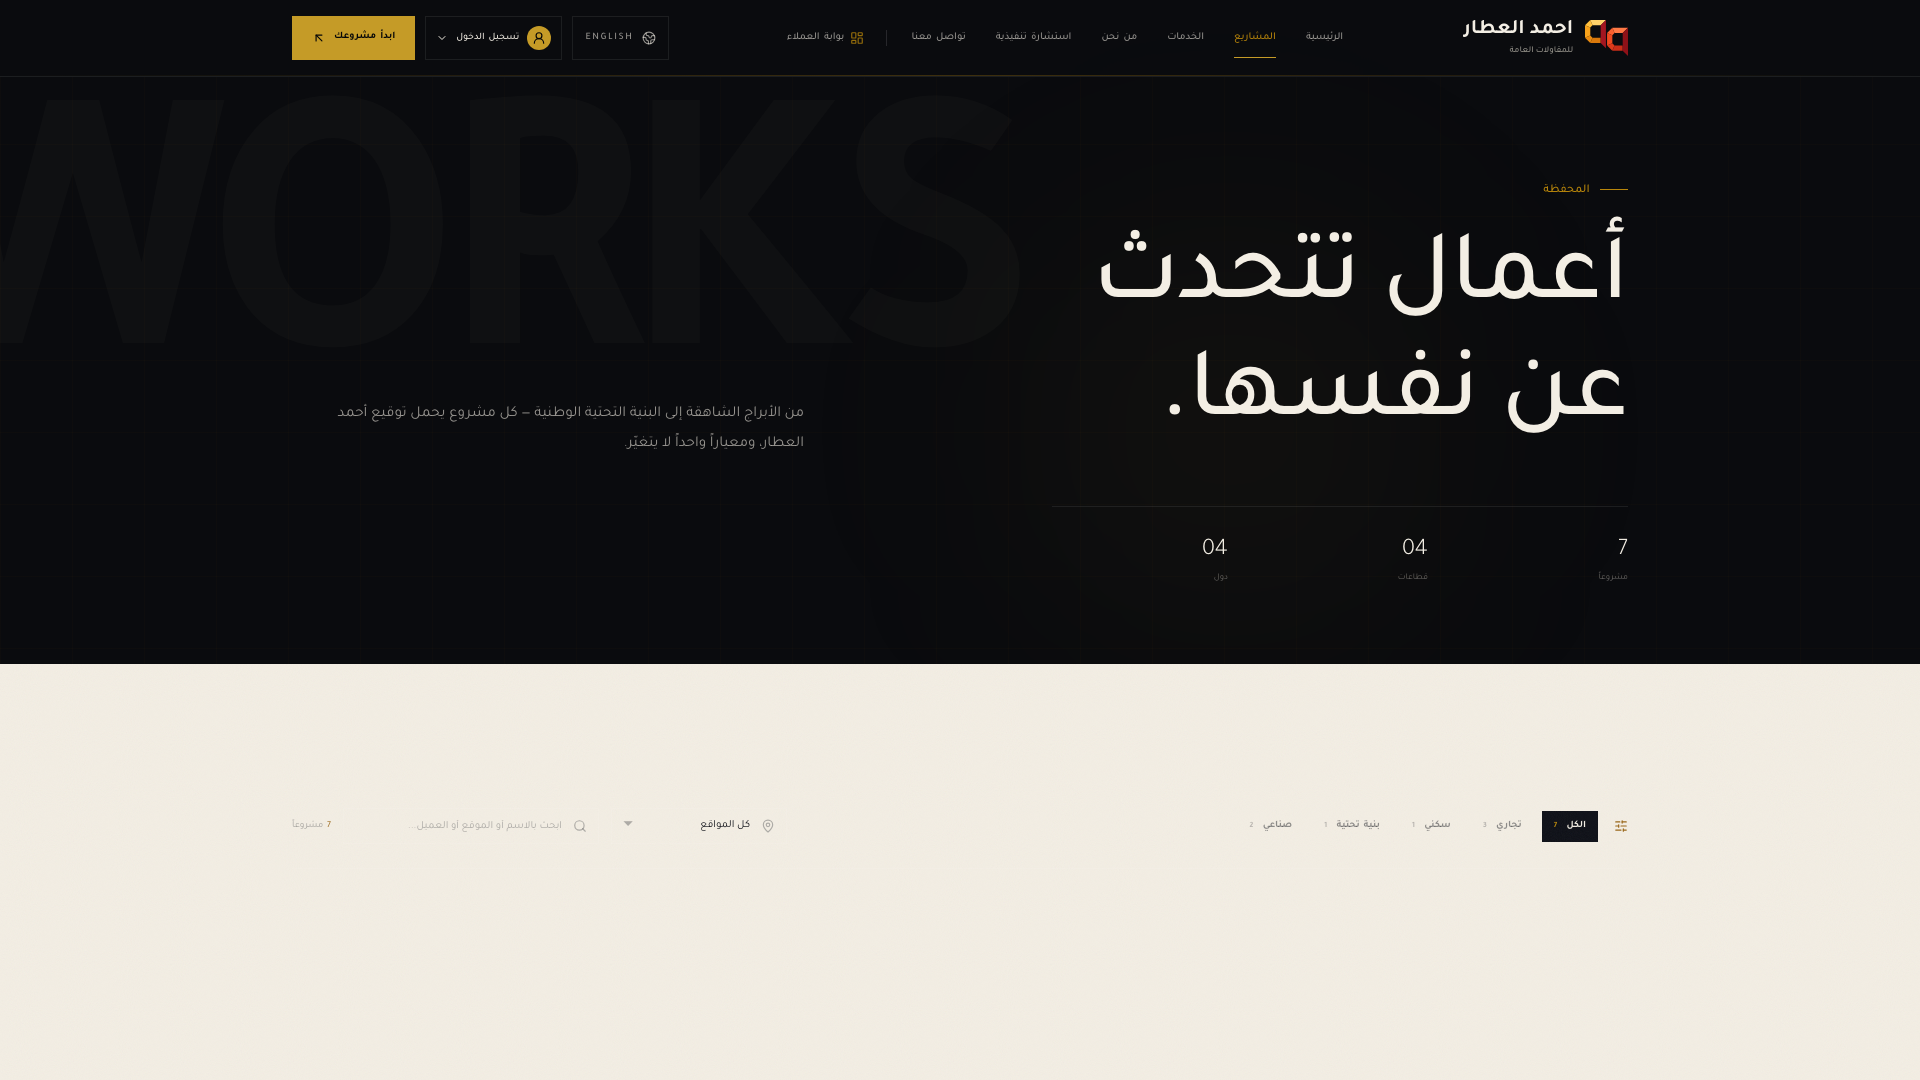 احمد العطار
للمقاولات العامة
الرئيسية
المشاريع
الخدمات
من نحن
استشارة تنفيذية
تواصل معنا
بوابة العملاء
ENGLISH
تسجيل الدخول
ابدأ مشروعك
WORKS
المحفظة
أعمال تتحدث
عن نفسها.
من الأبراج الشاهقة إلى البنية التحتية الوطنية — كل مشروع يحمل توقيع أحمد
العطار، ومعياراً واحداً لا يتغيّر.
7
مشروعاً
04
قطاعات
04
دول
الكل 7
تجاري 3
سكني 1
بنية تحتية 1
صناعي 2
كل المواقع
ابحث بالاسم أو الموقع أو العميل...
7 مشروعاً